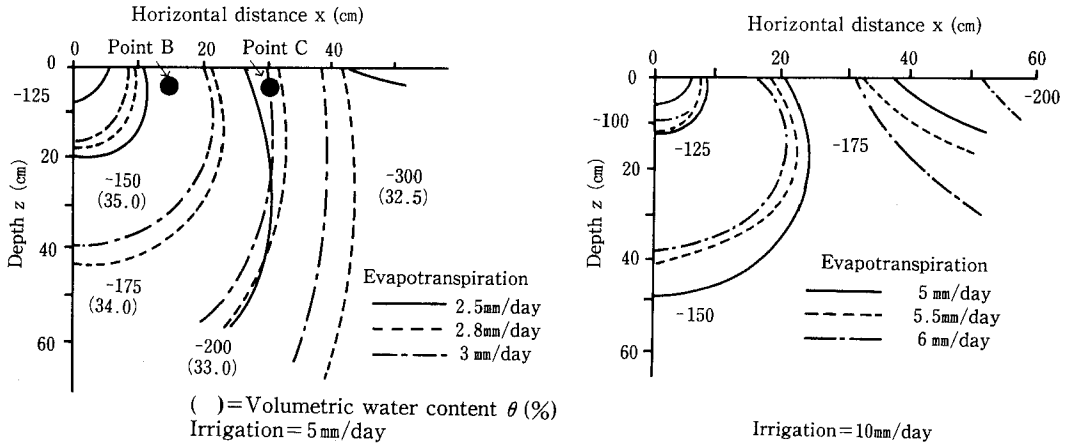 Horizontal distance x (cm)
0 20 40
Point B Point C
0
-125
20
40
60
Depth z (cm)
-150
(35.0)
-175
(34.0)
-200
(33.0)
-300
(32.5)
Evapotranspiration
2.5mm/day
2.8mm/day
3 mm/day
( )=Volumetric water content θ (%)
Irrigation=5mm/day
Horizontal distance x (cm)
0 20 40 60
0
-100
20
40
60
Depth z (cm)
-125
-150
-175
-200
Evapotranspiration
5 mm/day
5.5mm/day
6 mm/day
Irrigation=10mm/day